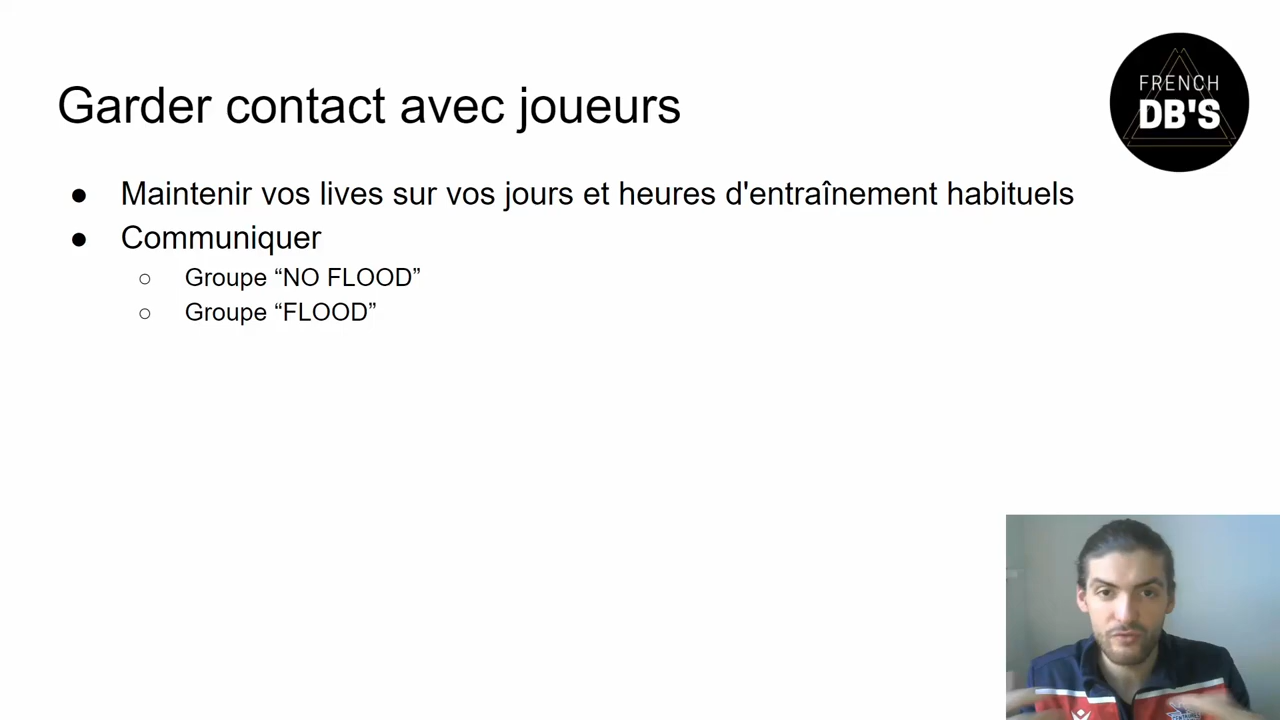 Garder contact avec joueurs
FRENCH
DB'S
● Maintenir vos lives sur vos jours et heures d'entraînement habituels
● Communiquer
○ Groupe “NO FLOOD”
○ Groupe “FLOOD”